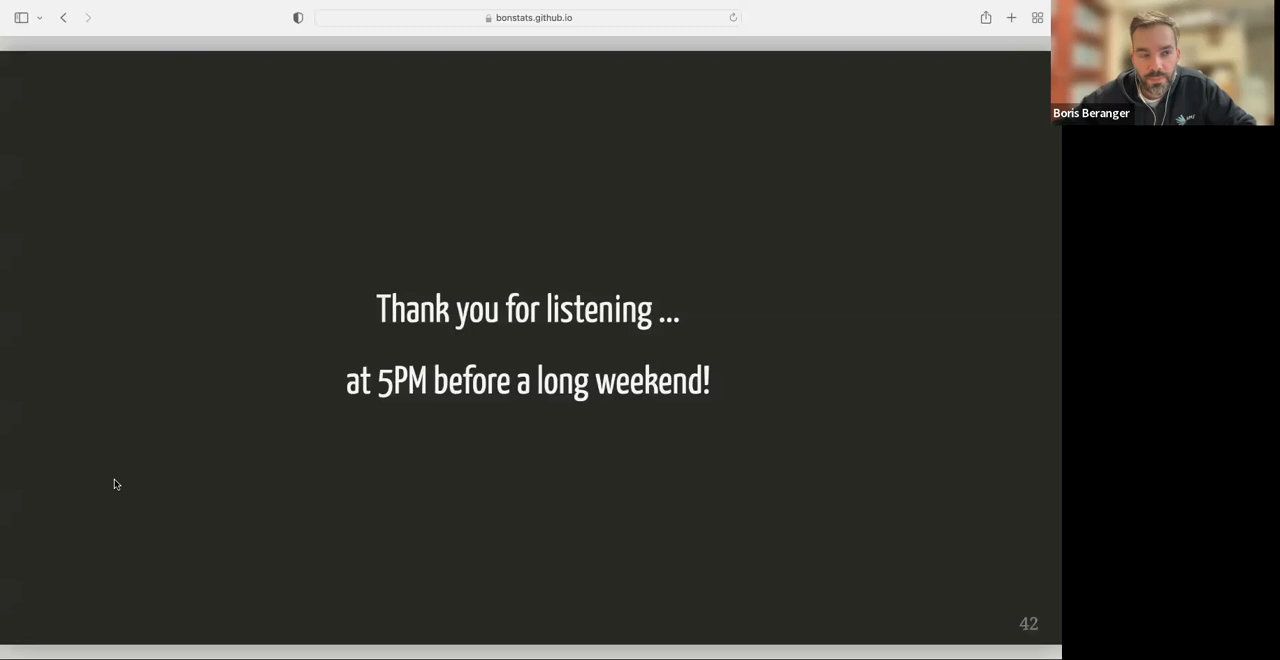 bonstats.github.io
Boris Beranger
Thank you for listening ...
at 5PM before a long weekend!
42